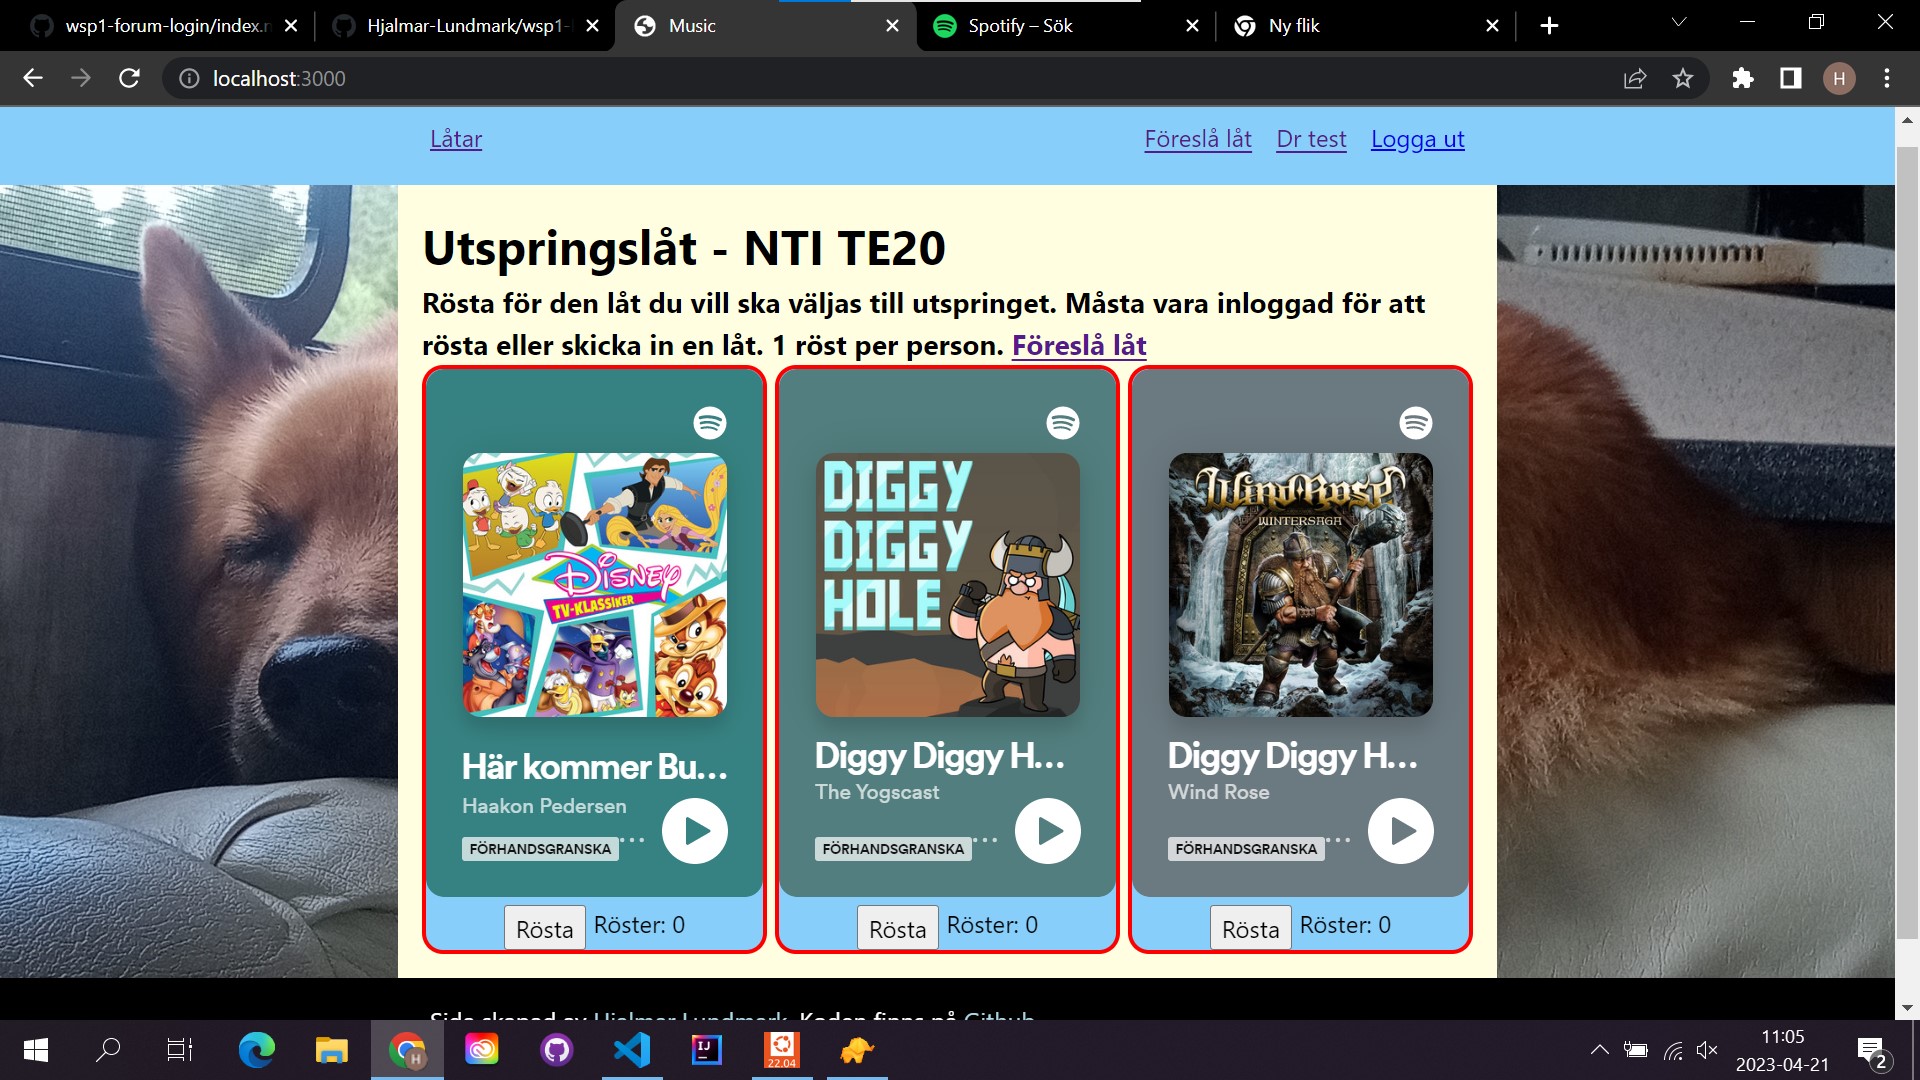 wsp1-forum-login/index.n
Hjalmar-Lundmark/wsp1-
Music
Spotify – Sök
Ny flik
localhost:3000
H
Låtar
Föreslå låt
Dr test
Logga ut
Utspringslåt - NTI TE20
Rösta för den låt du vill ska väljas till utspringet. Måsta vara inloggad för att
rösta eller skicka in en låt. 1 röst per person. Föreslå låt
Disney
TV-KLASSIKER
Här kommer Bu...
Haakon Pedersen
FÖRHANDSGRANSKA
Rösta Röster: 0
DIGGY
DIGGY
HOLE
Diggy Diggy H...
The Yogscast
FÖRHANDSGRANSKA
Rösta Röster: 0
WindRose
WINTERSAGA
Diggy Diggy H...
Wind Rose
FÖRHANDSGRANSKA
Rösta Röster: 0
Sida skapad av Hjalmar Lundmark. Koden finns på Github
H
IJ
22.04
11:05
2023-04-21
2